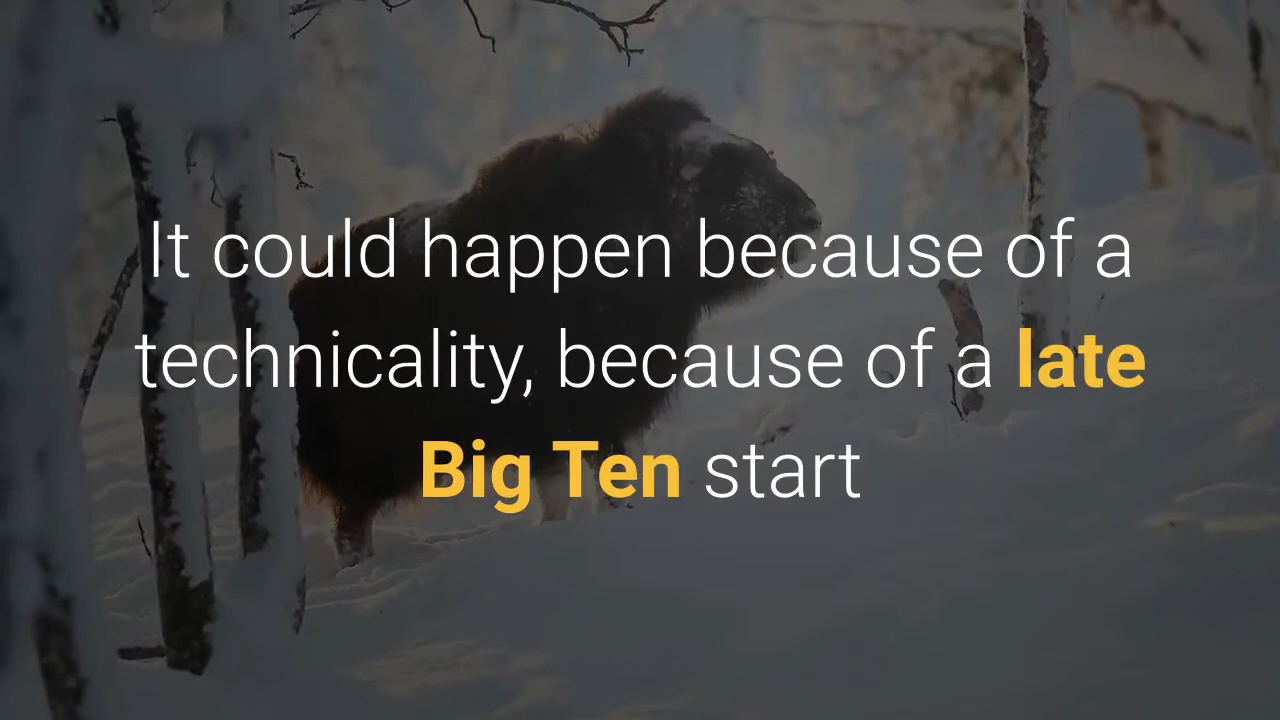 It could happen because of a
technicality, because of a late
Big Ten start